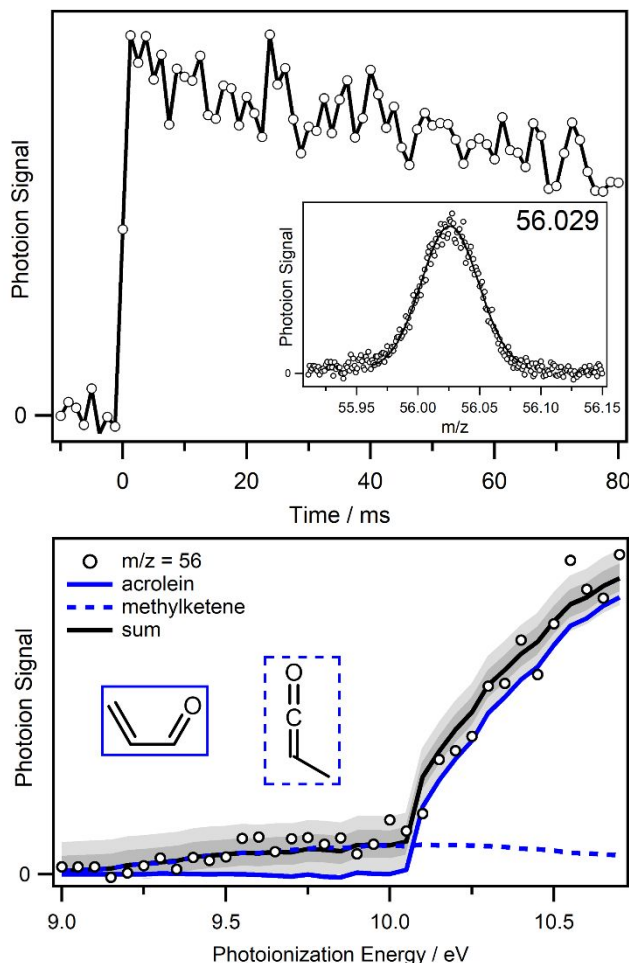 Photoion Signal
0
56.029
Photoion Signal
0
55.95 56.00 56.05 56.10 56.15
m/z
0 20 40 60 80
Time / ms
m/z = 56
acrolein
methylketene
sum
Photoion Signal
O
O
C
0
9.0 9.5 10.0 10.5
Photoionization Energy / eV